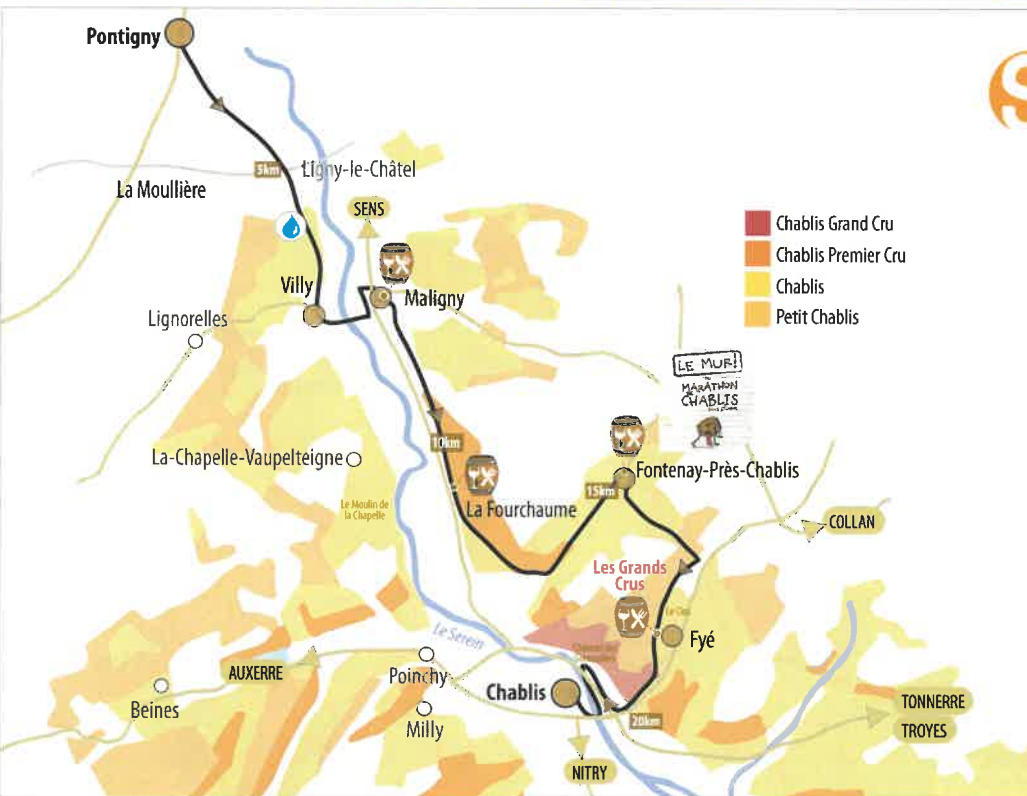 Pontigny
S
5km
Ligny-le-Châtel
La Moullière
SENS
Chablis Grand Cru
Chablis Premier Cru
Chablis
Petit Chablis
Villy
Maligny
Lignorelles
LE MUR!
MARATHON
CHABLIS
10km
La-Chapelle-Vaupelteigne
Fontenay-Près-Chablis
15km
Le Moulin de
la Chapelle
La Fourchaume
COLLAN
Les Grands
Crus
Fyé
Le Serein
AUXERRE
Poinchy
Chablis
Beines
Milly
20km
TONNERRE
TROYES
NITRY